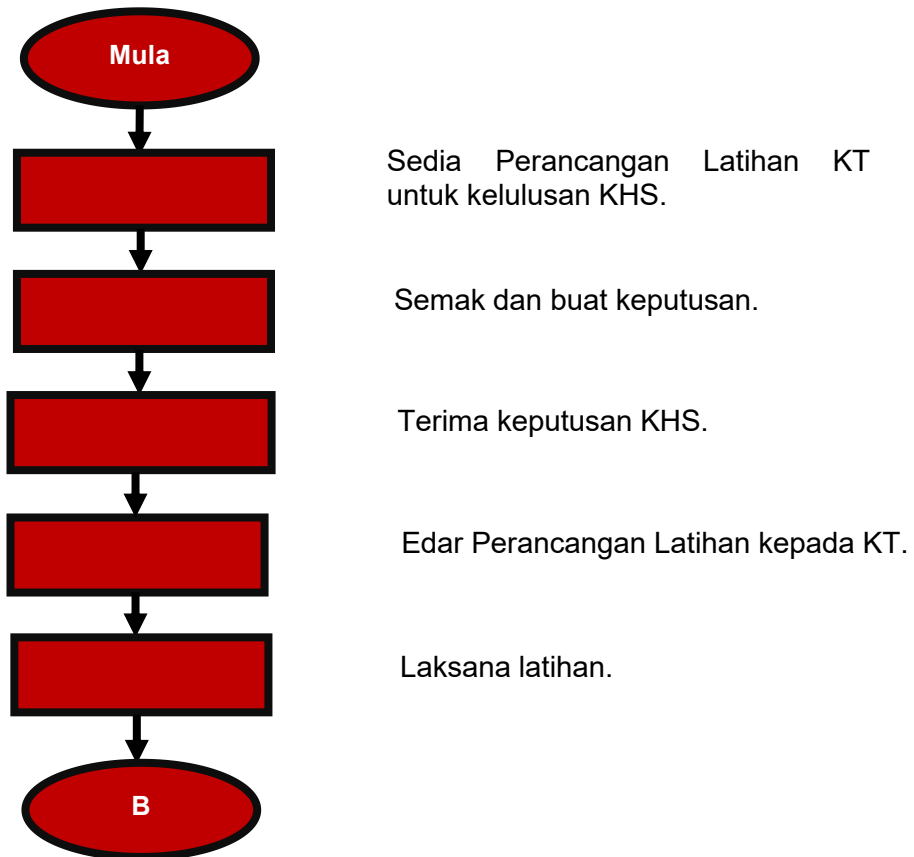 Mula
Sedia Perancangan Latihan KT
untuk kelulusan KHS.
Semak dan buat keputusan.
Terima keputusan KHS.
Edar Perancangan Latihan kepada KT.
Laksana latihan.
B